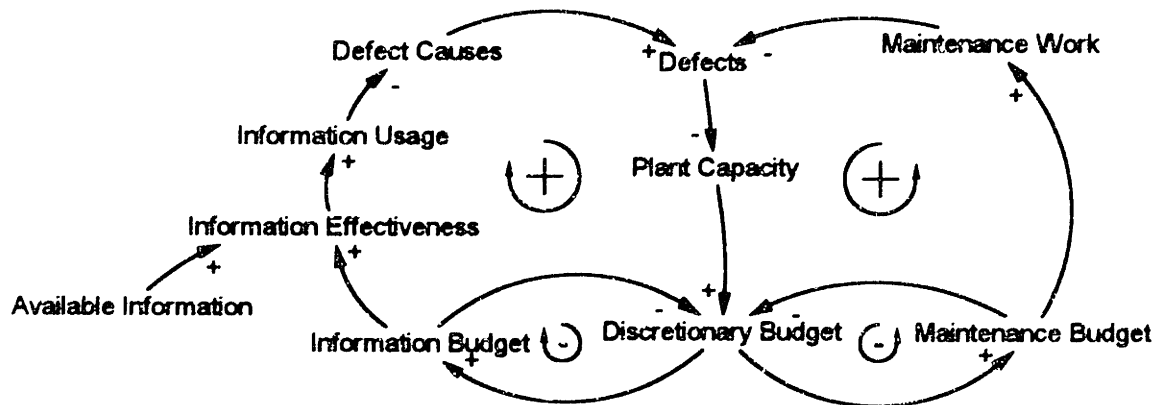 Defect Causes
+
Defects
-
Maintenance Work
-
+
Information Usage
-
+
Plant Capacity
+
+
Information Effectiveness
+
+
Available Information
+
-
Discretionary Budget
-
Information Budget
-
-
Maintenance Budget
+
+